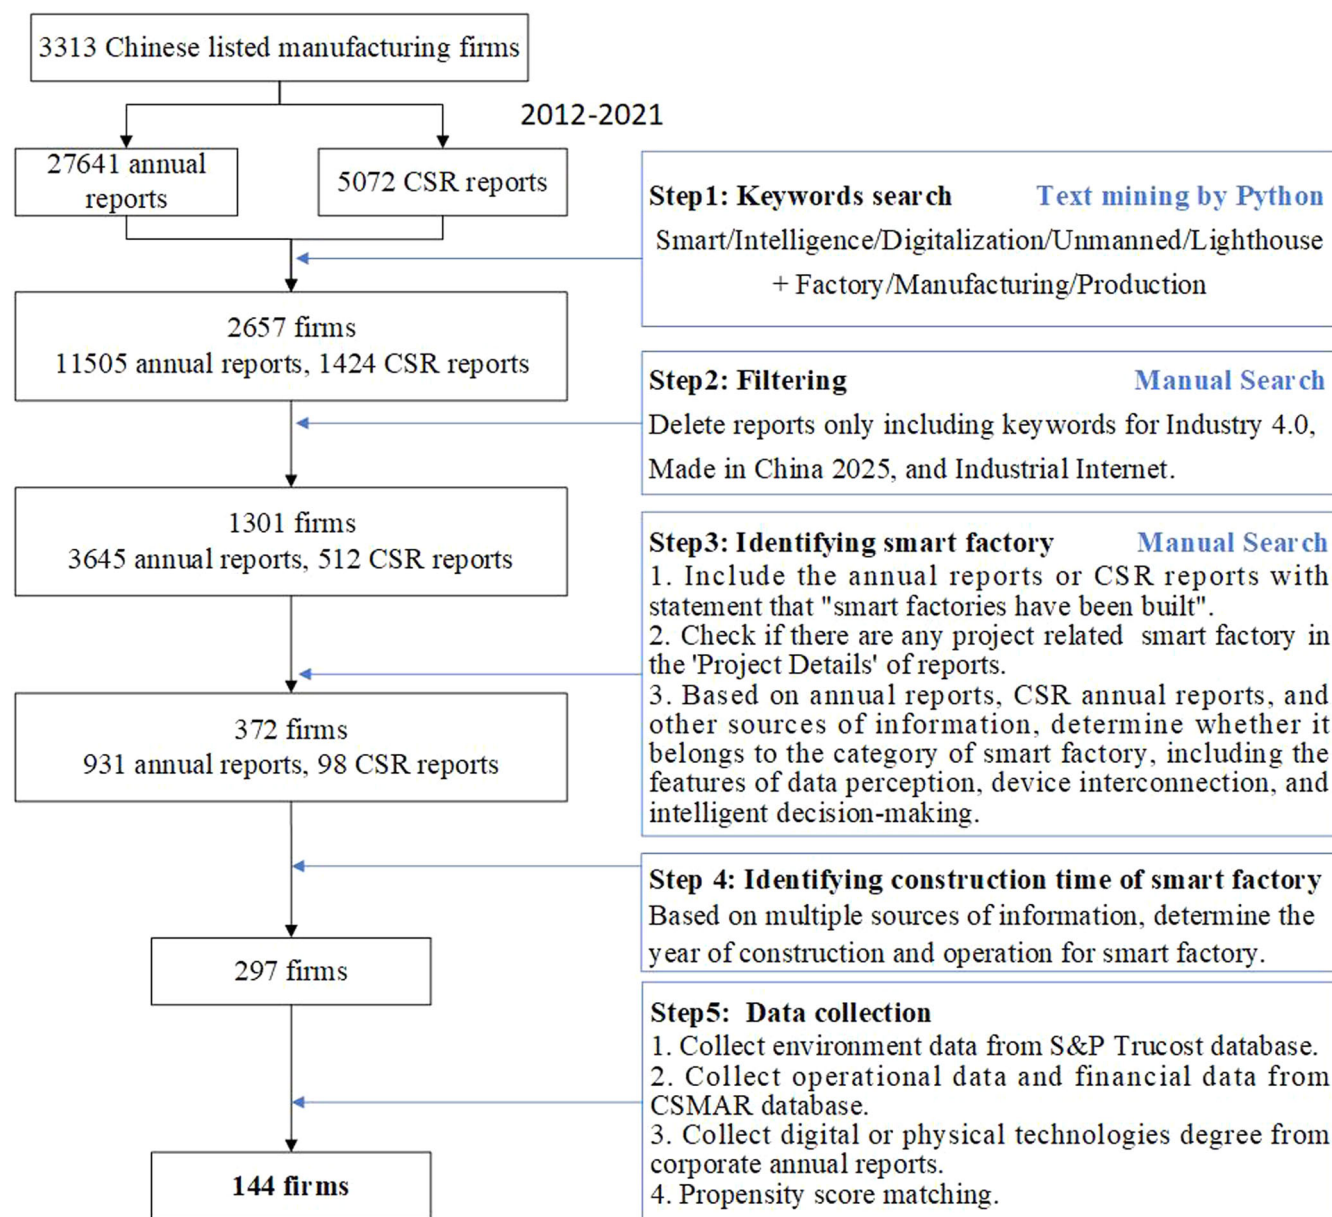 3313 Chinese listed manufacturing firms
2012-2021
27641 annual
reports
5072 CSR reports
Step1: Keywords search Text mining by Python
Smart/Intelligence/Digitalization/Unmanned/Lighthouse
+ Factory/Manufacturing/Production
2657 firms
11505 annual reports, 1424 CSR reports
Step2: Filtering Manual Search
Delete reports only including keywords for Industry 4.0,
Made in China 2025, and Industrial Internet.
1301 firms
3645 annual reports, 512 CSR reports
Step3: Identifying smart factory Manual Search
1. Include the annual reports or CSR reports with
statement that "smart factories have been built".
2. Check if there are any project related smart factory in
the 'Project Details' of reports.
3. Based on annual reports, CSR annual reports, and
other sources of information, determine whether it
belongs to the category of smart factory, including the
features of data perception, device interconnection, and
intelligent decision-making.
372 firms
931 annual reports, 98 CSR reports
Step 4: Identifying construction time of smart factory
Based on multiple sources of information, determine the
year of construction and operation for smart factory.
297 firms
Step5: Data collection
1. Collect environment data from S&P Trucost database.
2. Collect operational data and financial data from
CSMAR database.
3. Collect digital or physical technologies degree from
corporate annual reports.
4. Propensity score matching.
144 firms